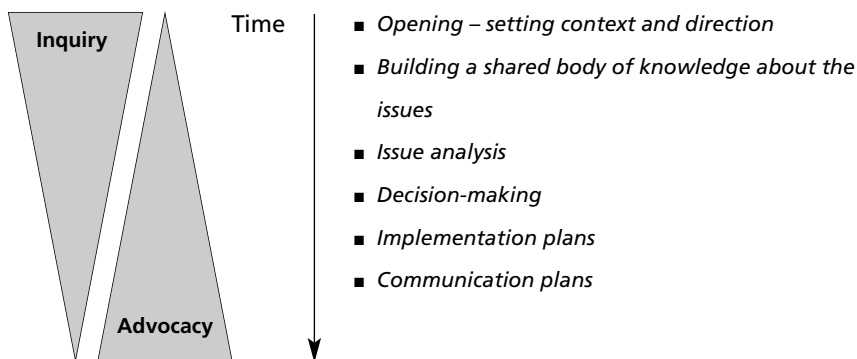 Inquiry
Advocacy
Time
■ Opening – setting context and direction
■ Building a shared body of knowledge about the
issues
■ Issue analysis
■ Decision-making
■ Implementation plans
■ Communication plans